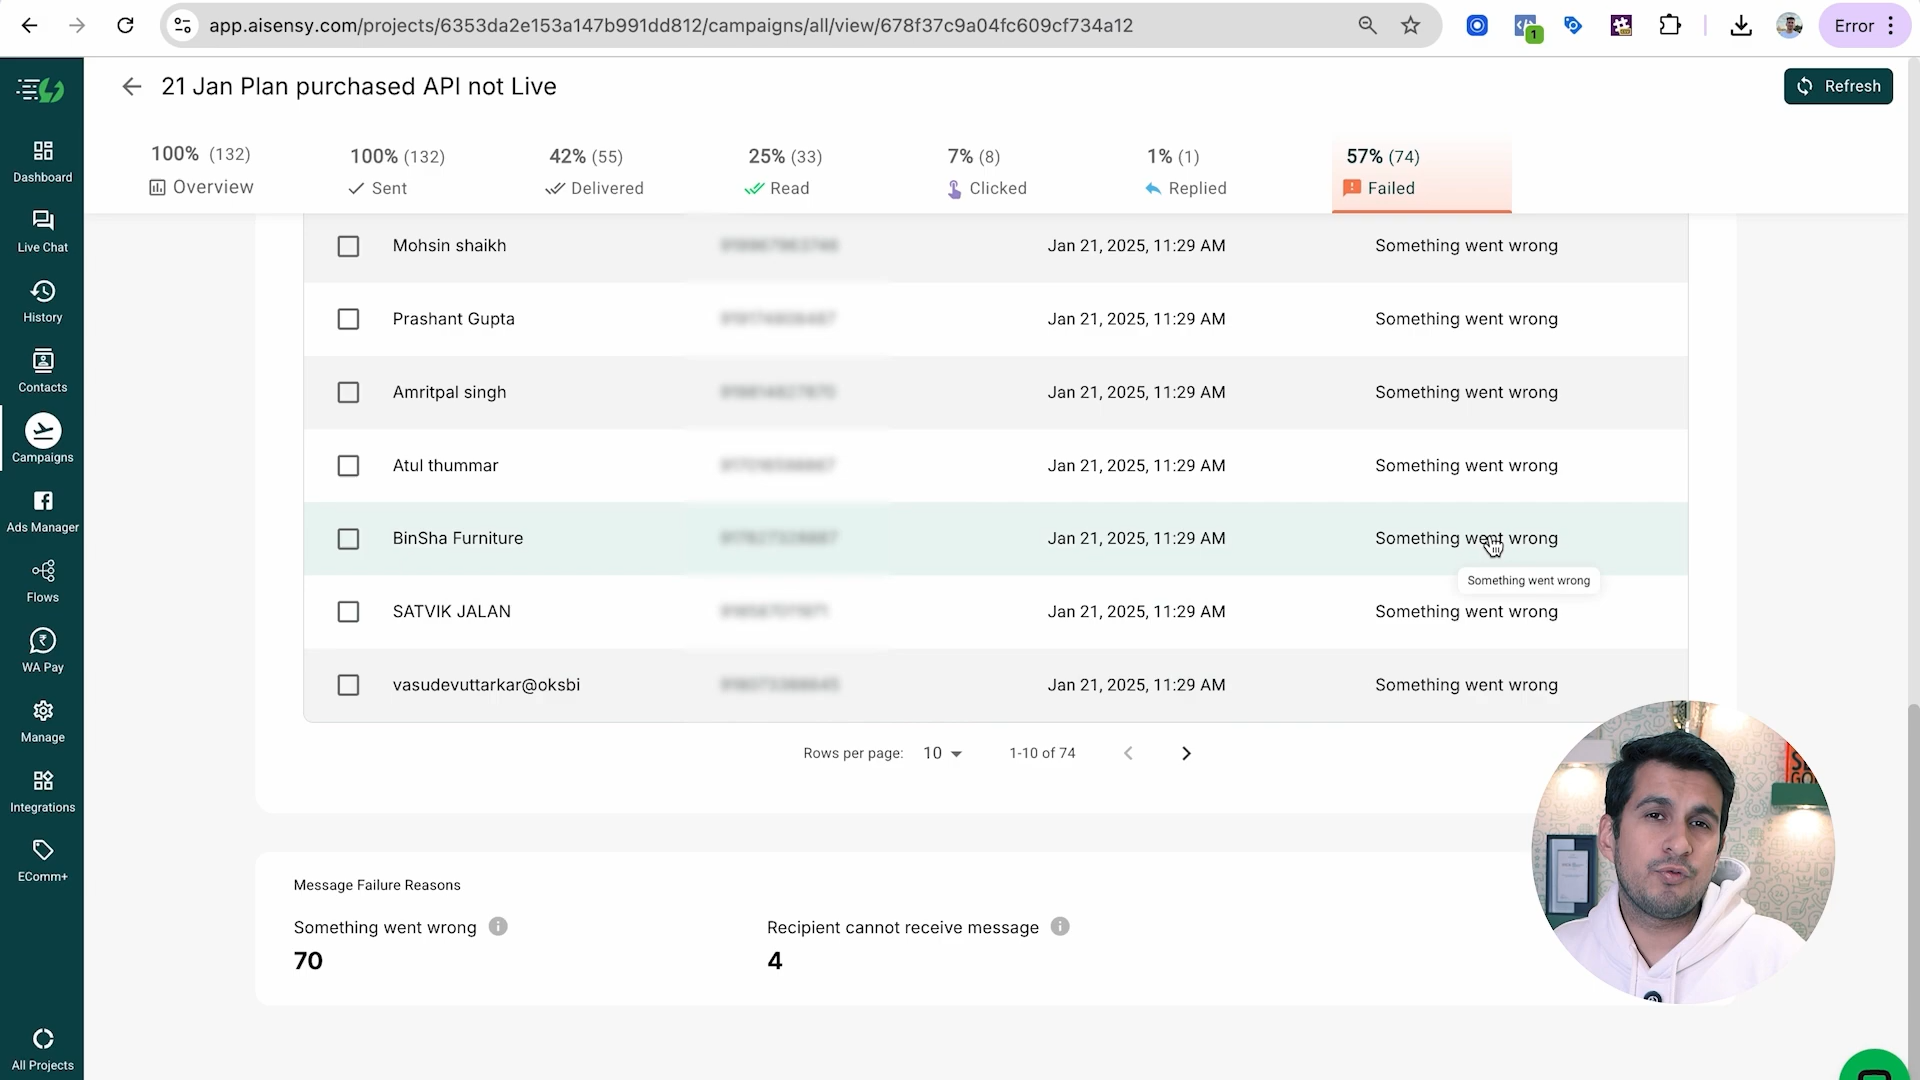 app.aisensy.com/projects/6353da2e153a147b991dd812/campaigns/all/view/678f37c9a04fc609cf734a12
1
Error
21 Jan Plan purchased API not Live
Refresh
100% (132)
Overview
100% (132)
Sent
42% (55)
Delivered
25% (33)
Read
7% (8)
Clicked
1% (1)
Replied
57% (74)
Failed
Dashboard
Live Chat
History
Contacts
Campaigns
Ads Manager
Flows
WA Pay
Manage
Integrations
EComm+
All Projects
Mohsin shaikh Jan 21, 2025, 11:29 AM Something went wrong
Prashant Gupta Jan 21, 2025, 11:29 AM Something went wrong
Amritpal singh Jan 21, 2025, 11:29 AM Something went wrong
Atul thummar Jan 21, 2025, 11:29 AM Something went wrong
BinSha Furniture Jan 21, 2025, 11:29 AM Something went wrong
Something went wrong
SATVIK JALAN Jan 21, 2025, 11:29 AM Something went wrong
vasudevuttarkar@oksbi Jan 21, 2025, 11:29 AM Something went wrong
Rows per page: 10 1-10 of 74
Message Failure Reasons
Something went wrong
70
Recipient cannot receive message
4